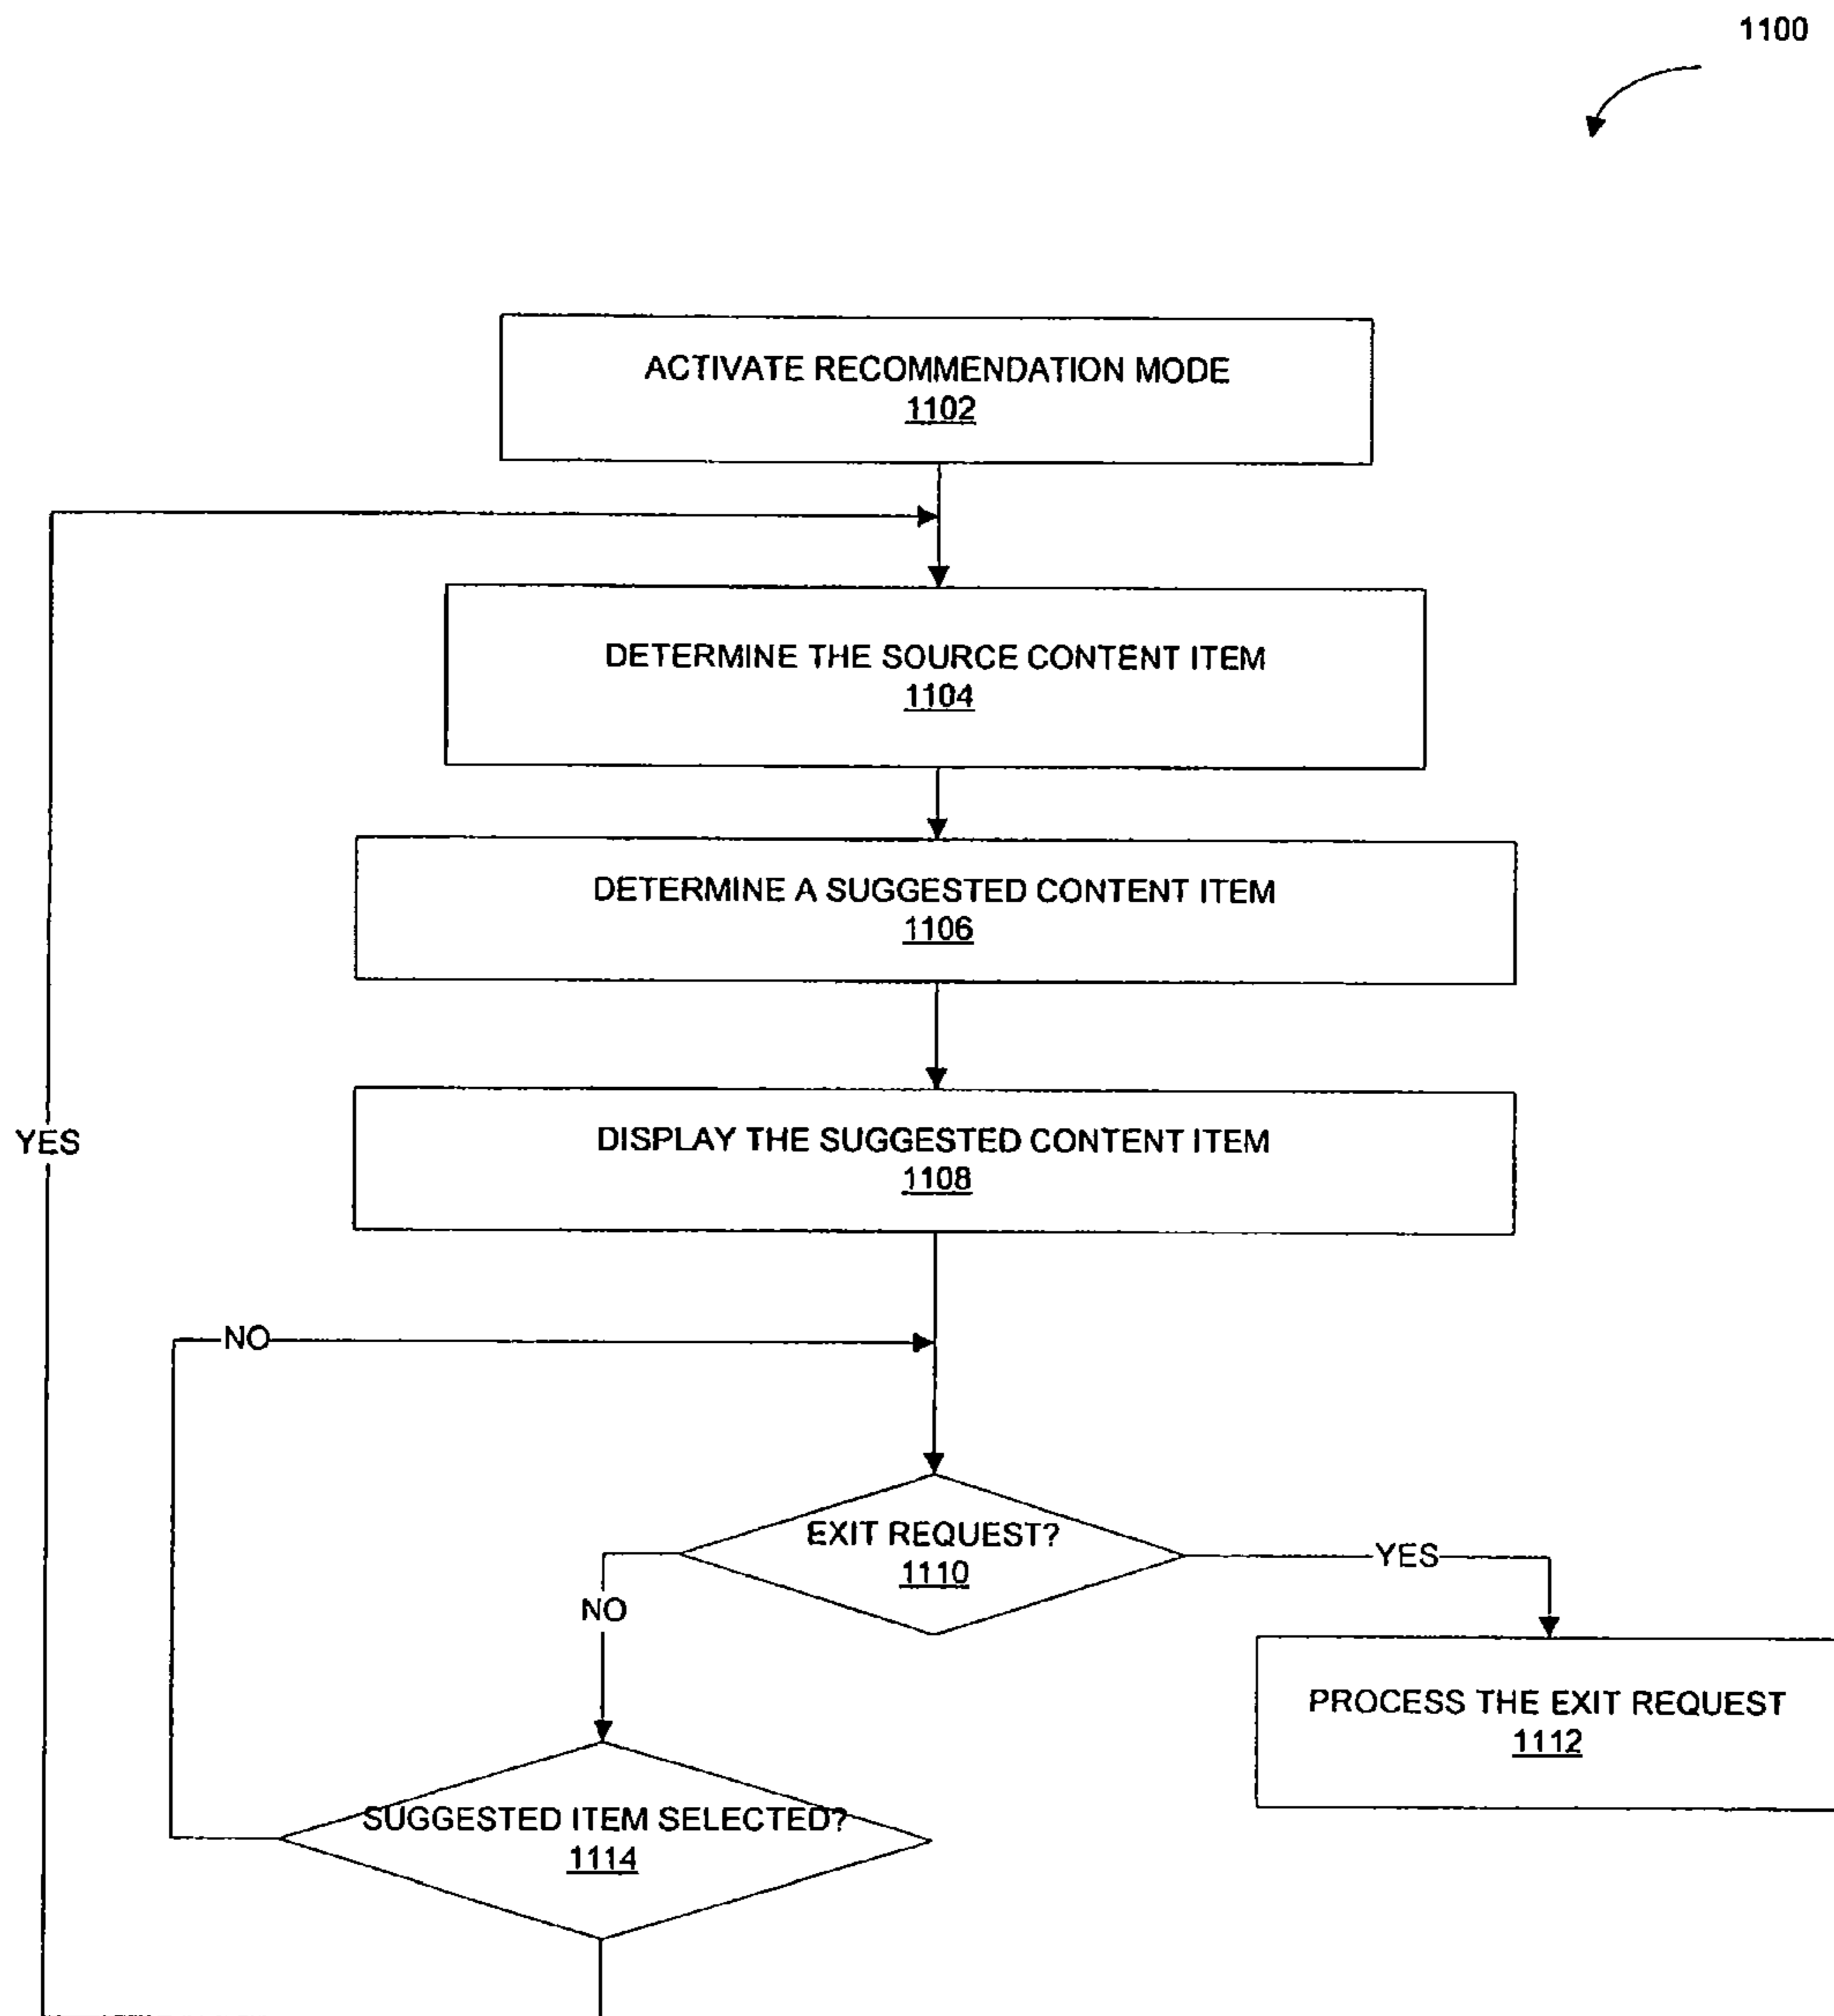 1100
ACTIVATE RECOMMENDATION MODE
1102
DETERMINE THE SOURCE CONTENT ITEM
1104
DETERMINE A SUGGESTED CONTENT ITEM
1106
DISPLAY THE SUGGESTED CONTENT ITEM
1108
YES
NO
EXIT REQUEST?
1110
YES
NO
PROCESS THE EXIT REQUEST
1112
SUGGESTED ITEM SELECTED?
1114